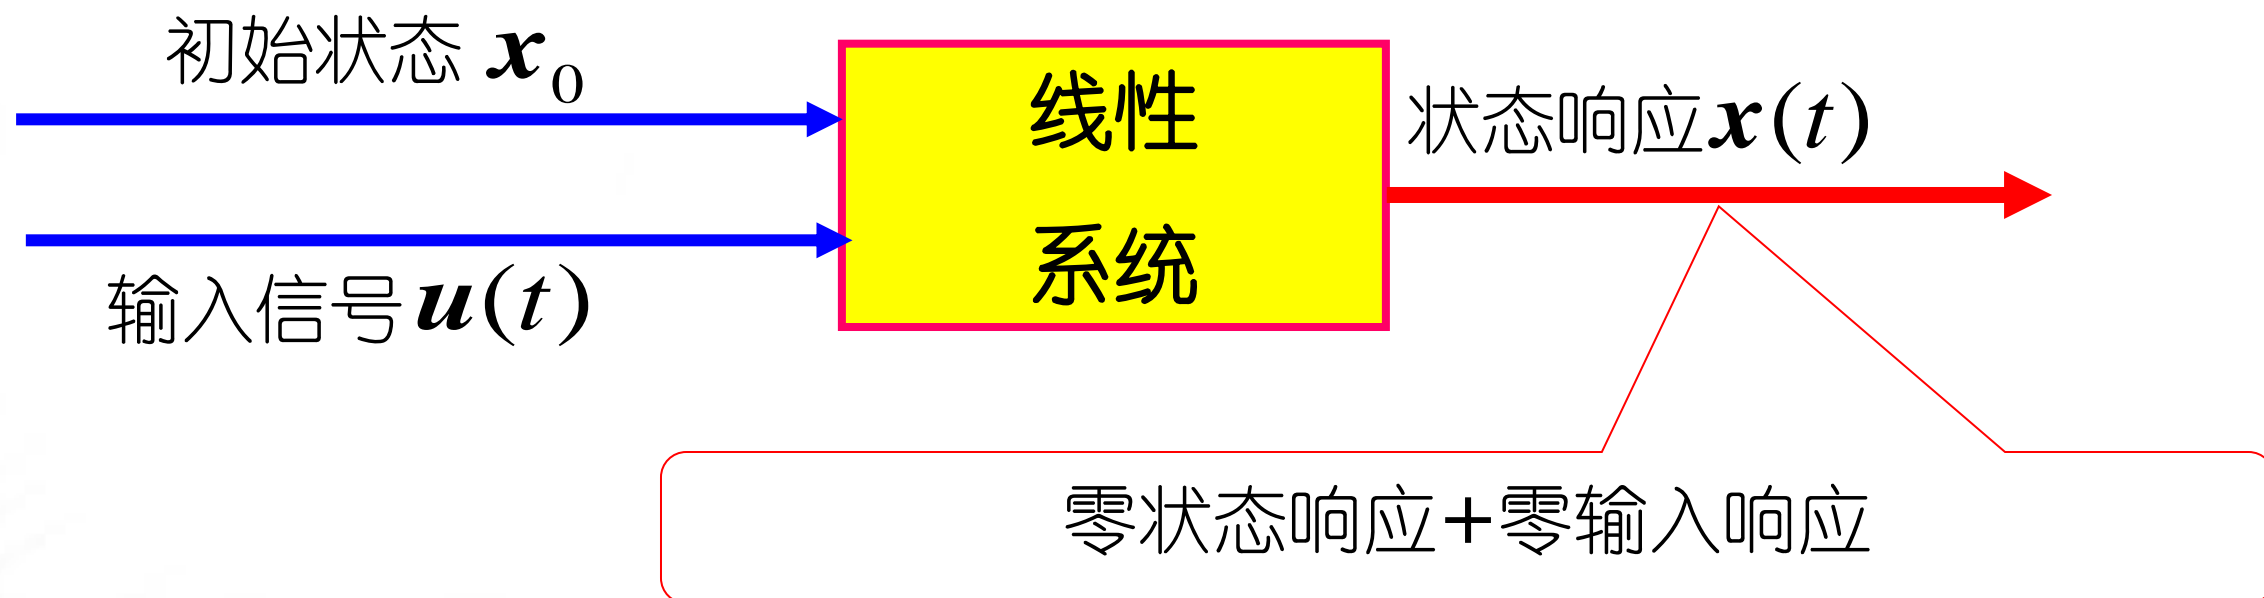 初始状态 x₀
输入信号u(t)
线性
系统
状态响应x(t)
零状态响应+零输入响应